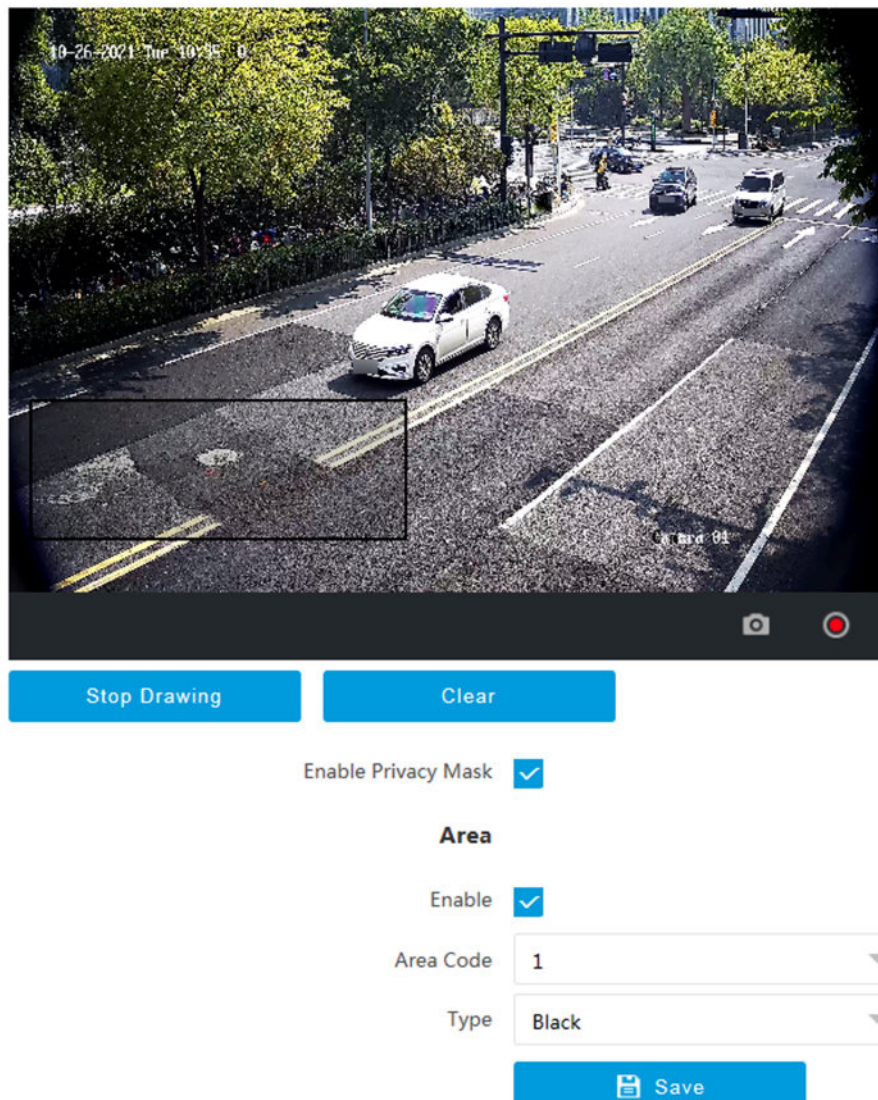 10-26-2021 Tue 10:35
Camera 01
Stop Drawing
Clear
Enable Privacy Mask
Area
Enable
Area Code
1
Type
Black
Save